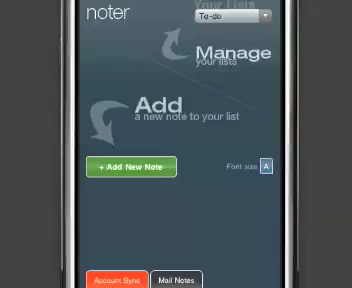 Your Lists
noter
To-do
Manage
your lists
Add
a new note to your list
+ Add New Note
Font size A
Account Sync
Mail Notes